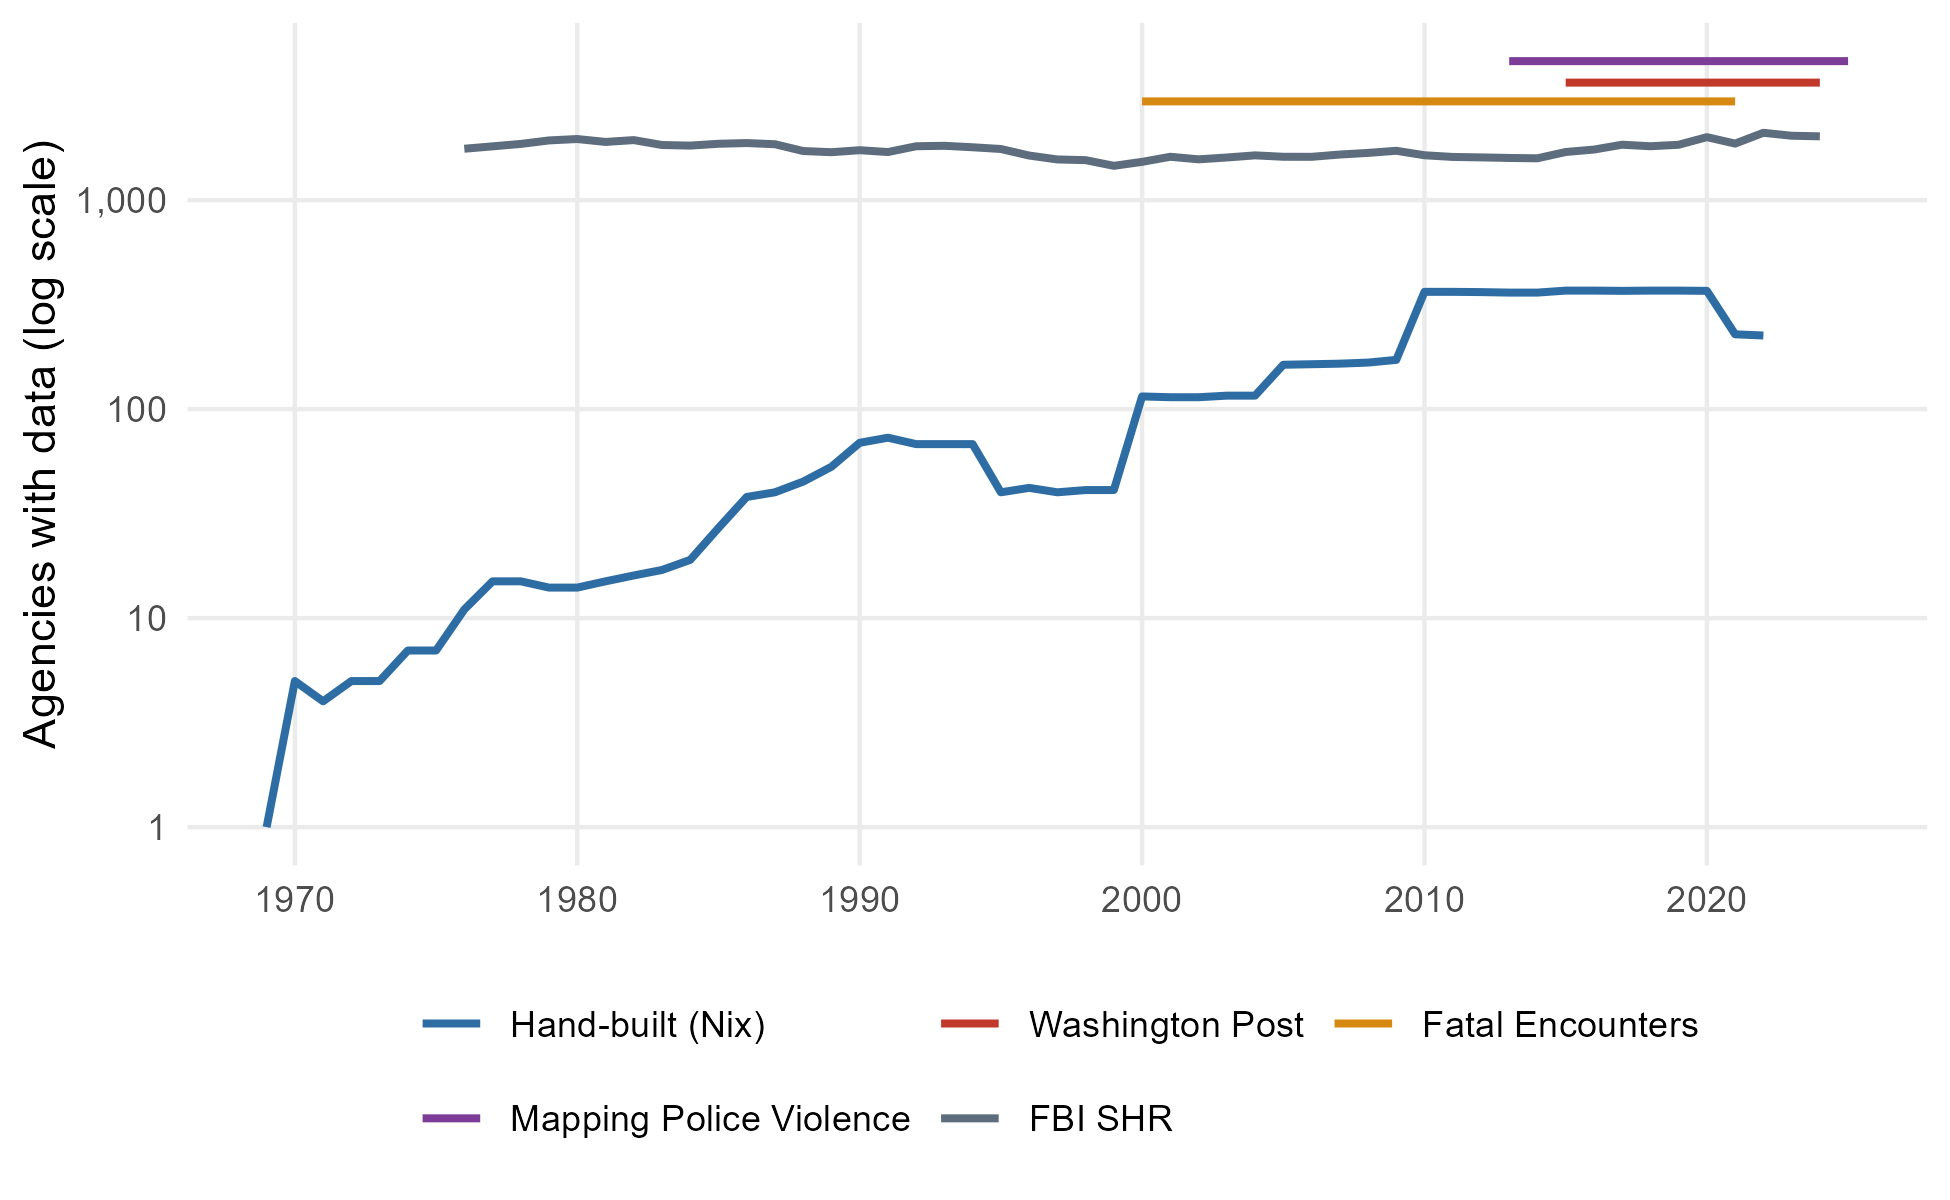 Agencies with data (log scale)
1,000
100
10
1
1970 1980 1990 2000 2010 2020
Hand-built (Nix) Washington Post Fatal Encounters
Mapping Police Violence FBI SHR